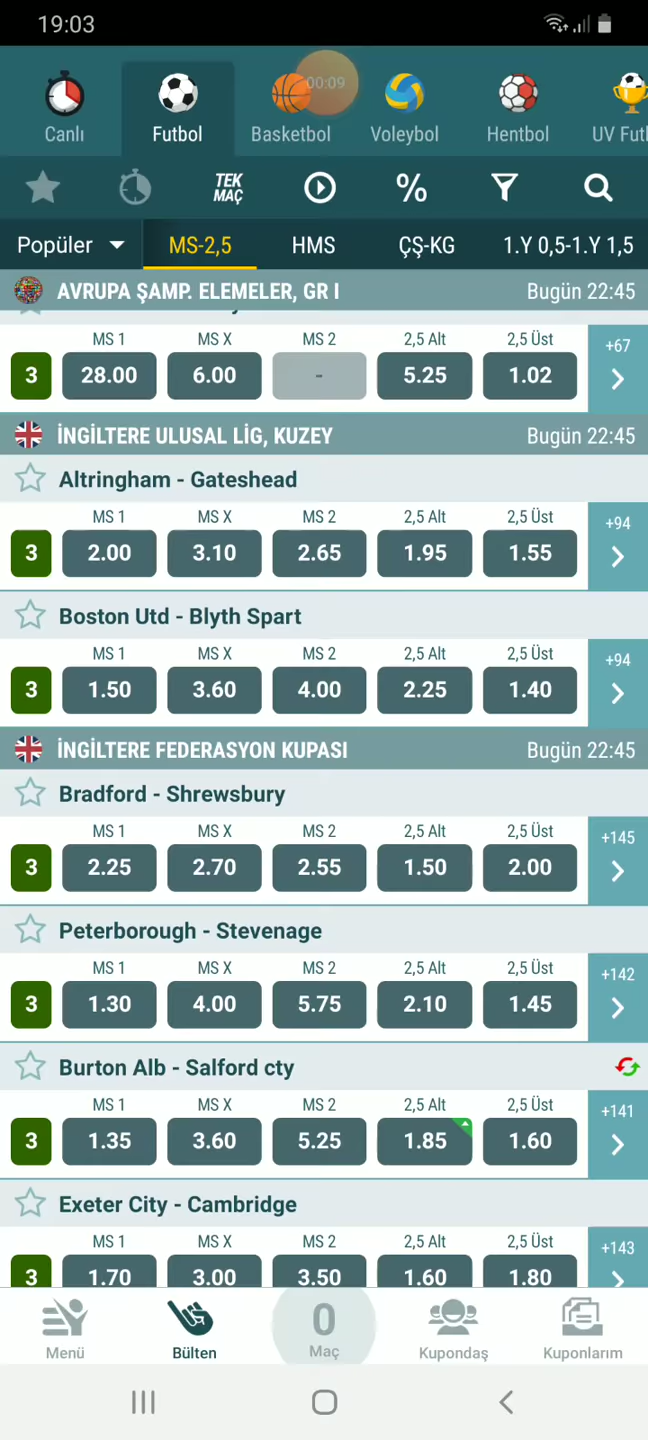 19:03
00:09
Canlı Futbol Basketbol Voleybol Hentbol UV Fut
TEK MAÇ %
Popüler MS-2,5 HMS ÇŞ-KG 1.Y 0,5-1.Y 1,5
AVRUPA ŞAMP. ELEMELER, GR I Bugün 22:45
MS 1 MS X MS 2 2,5 Alt 2,5 Üst +67
3 28.00 6.00 - 5.25 1.02
İNGİLTERE ULUSAL LİG, KUZEY Bugün 22:45
Altringham - Gateshead
MS 1 MS X MS 2 2,5 Alt 2,5 Üst +94
3 2.00 3.10 2.65 1.95 1.55
Boston Utd - Blyth Spart
MS 1 MS X MS 2 2,5 Alt 2,5 Üst +94
3 1.50 3.60 4.00 2.25 1.40
İNGİLTERE FEDERASYON KUPASI Bugün 22:45
Bradford - Shrewsbury
MS 1 MS X MS 2 2,5 Alt 2,5 Üst +145
3 2.25 2.70 2.55 1.50 2.00
Peterborough - Stevenage
MS 1 MS X MS 2 2,5 Alt 2,5 Üst +142
3 1.30 4.00 5.75 2.10 1.45
Burton Alb - Salford cty
MS 1 MS X MS 2 2,5 Alt 2,5 Üst +141
3 1.35 3.60 5.25 1.85 1.60
Exeter City - Cambridge
MS 1 MS X MS 2 2,5 Alt 2,5 Üst +143
3 1.70 3.00 3.50 1.60 1.80
0
Menü Bülten Maç Kupondaş Kuponlarım